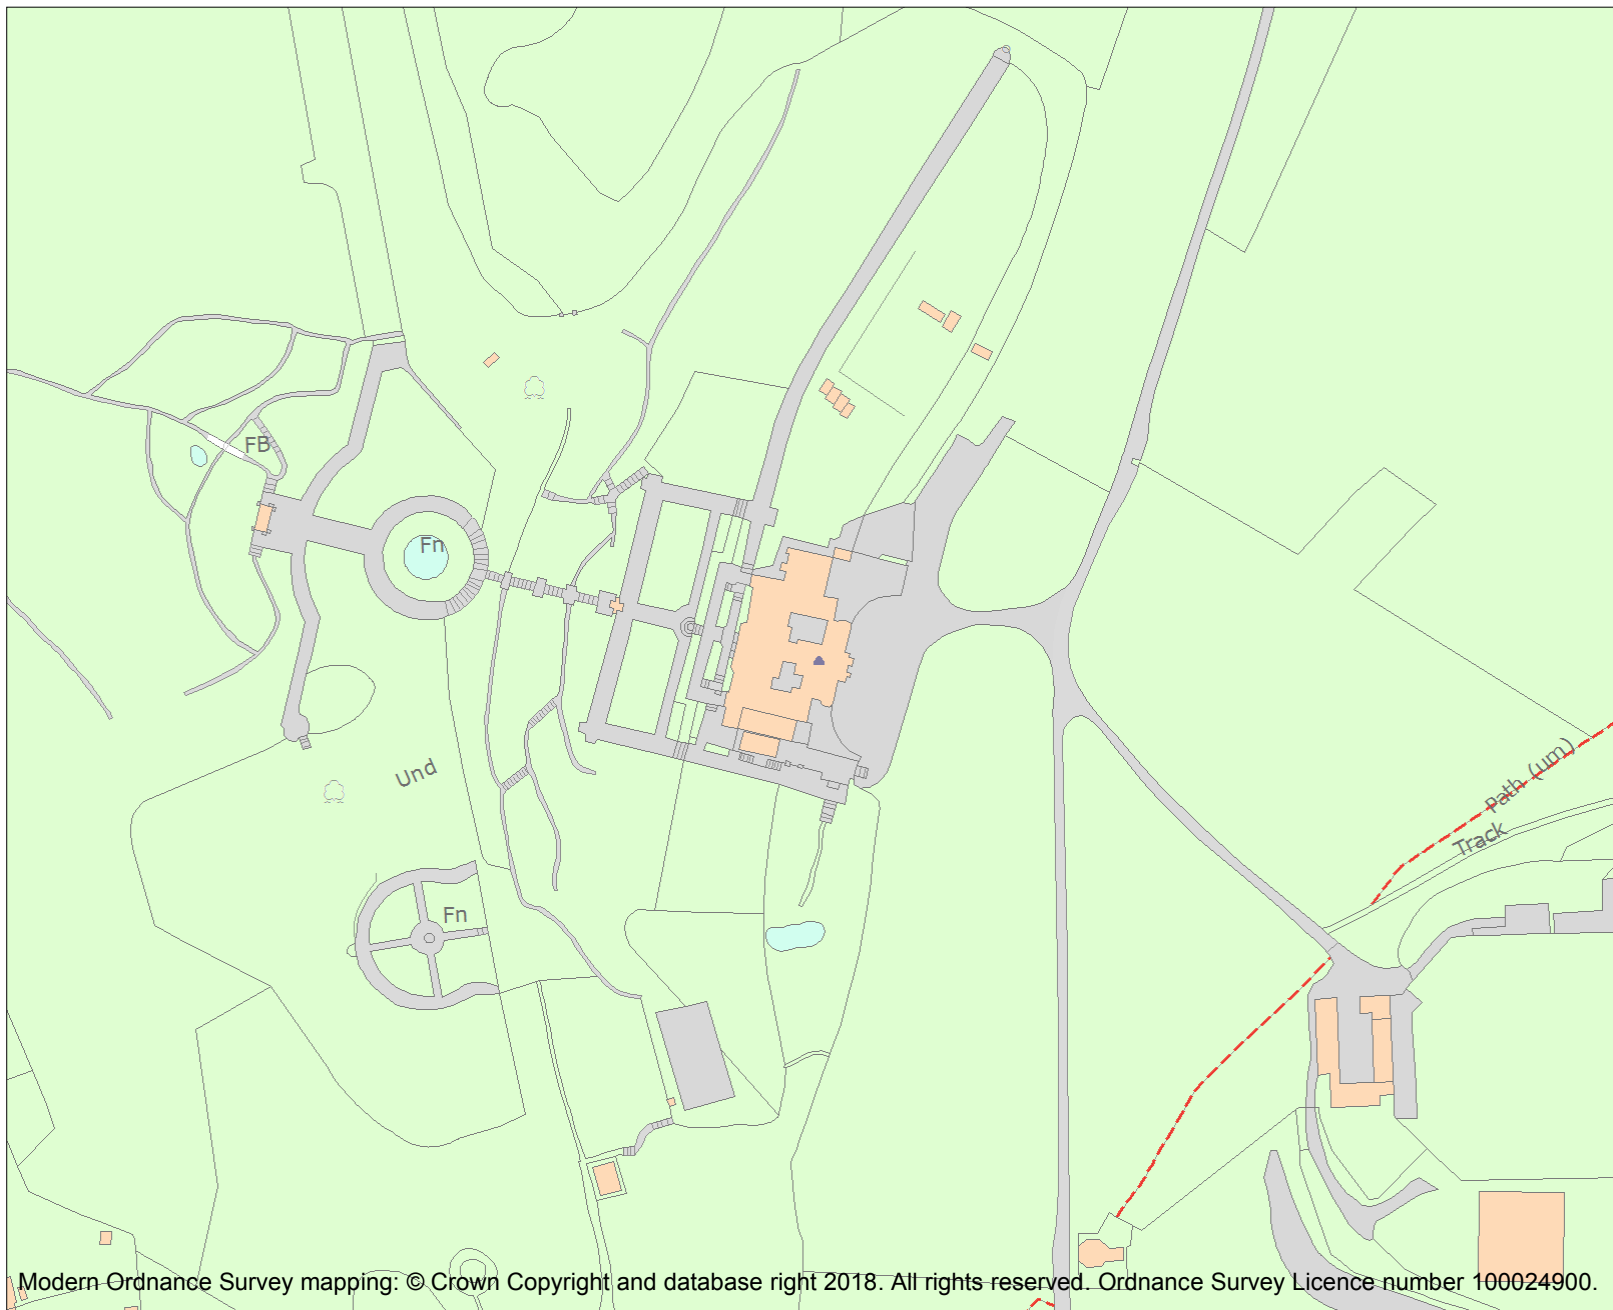 FB
Fn
Path (um)
Und
Track
Fn
Modern Ordnance Survey mapping: © Crown Copyright and database right 2018. All rights reserved. Ordnance Survey Licence number 100024900.